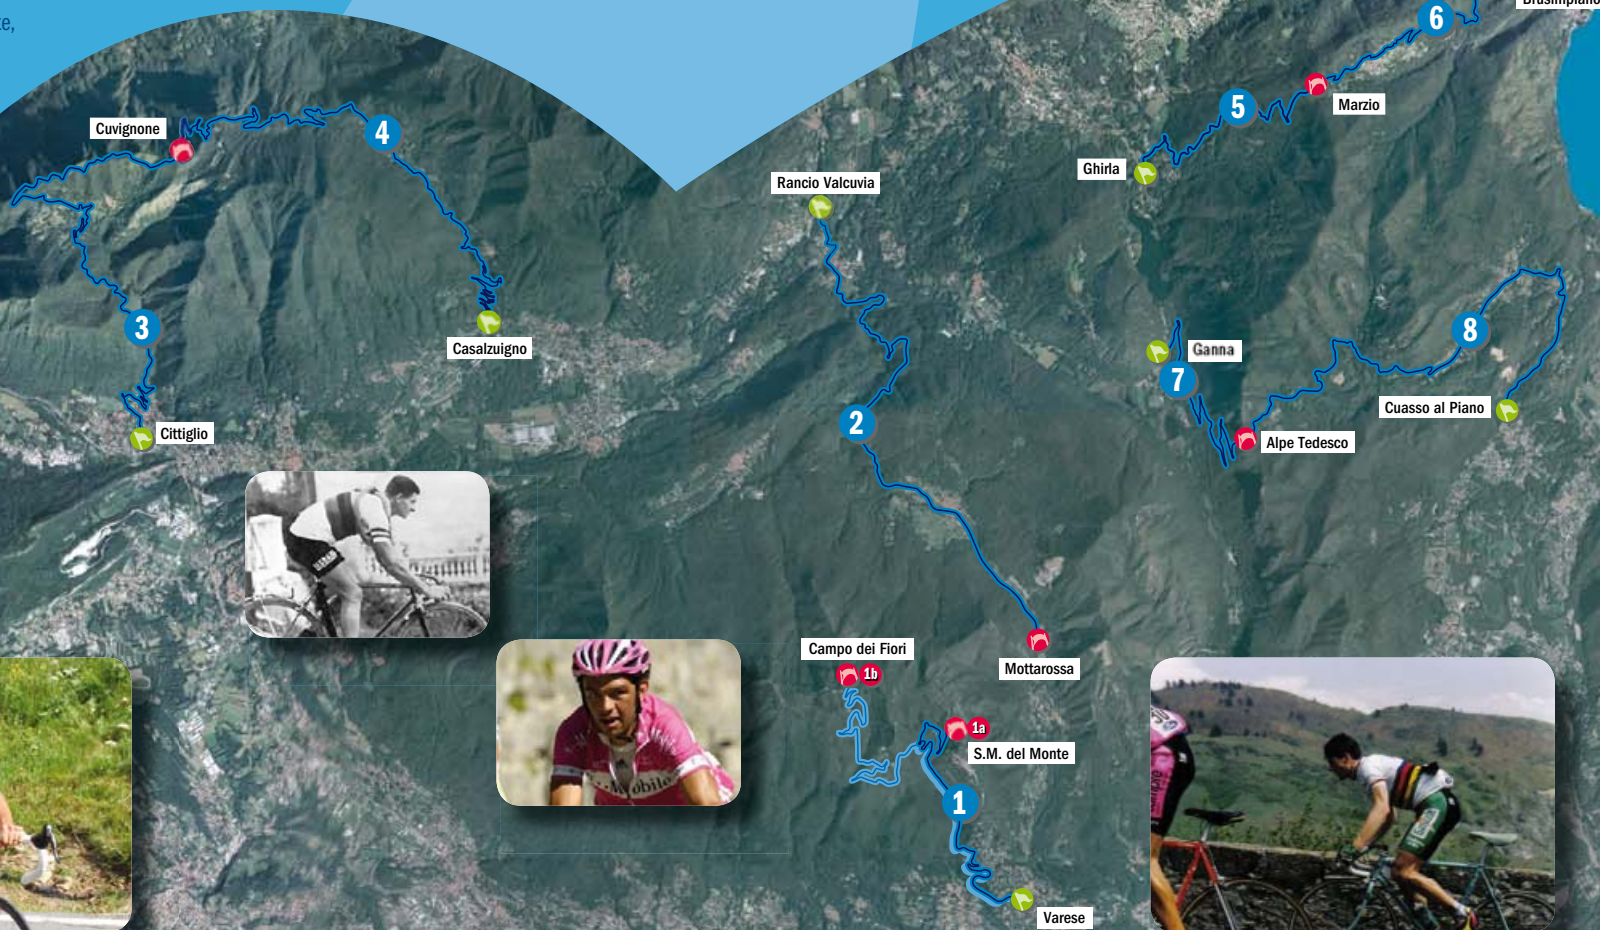 6
5
Marzio
Cuvignone
4
Ghirla
Rancio Valcuvia
3
8
Casalzuigno
Ganna
7
Cuasso al Piano
2
Cittiglio
Alpe Tedesco
Campo dei Fiori
1b
Mottarossa
1a
S.M. del Monte
1
Varese